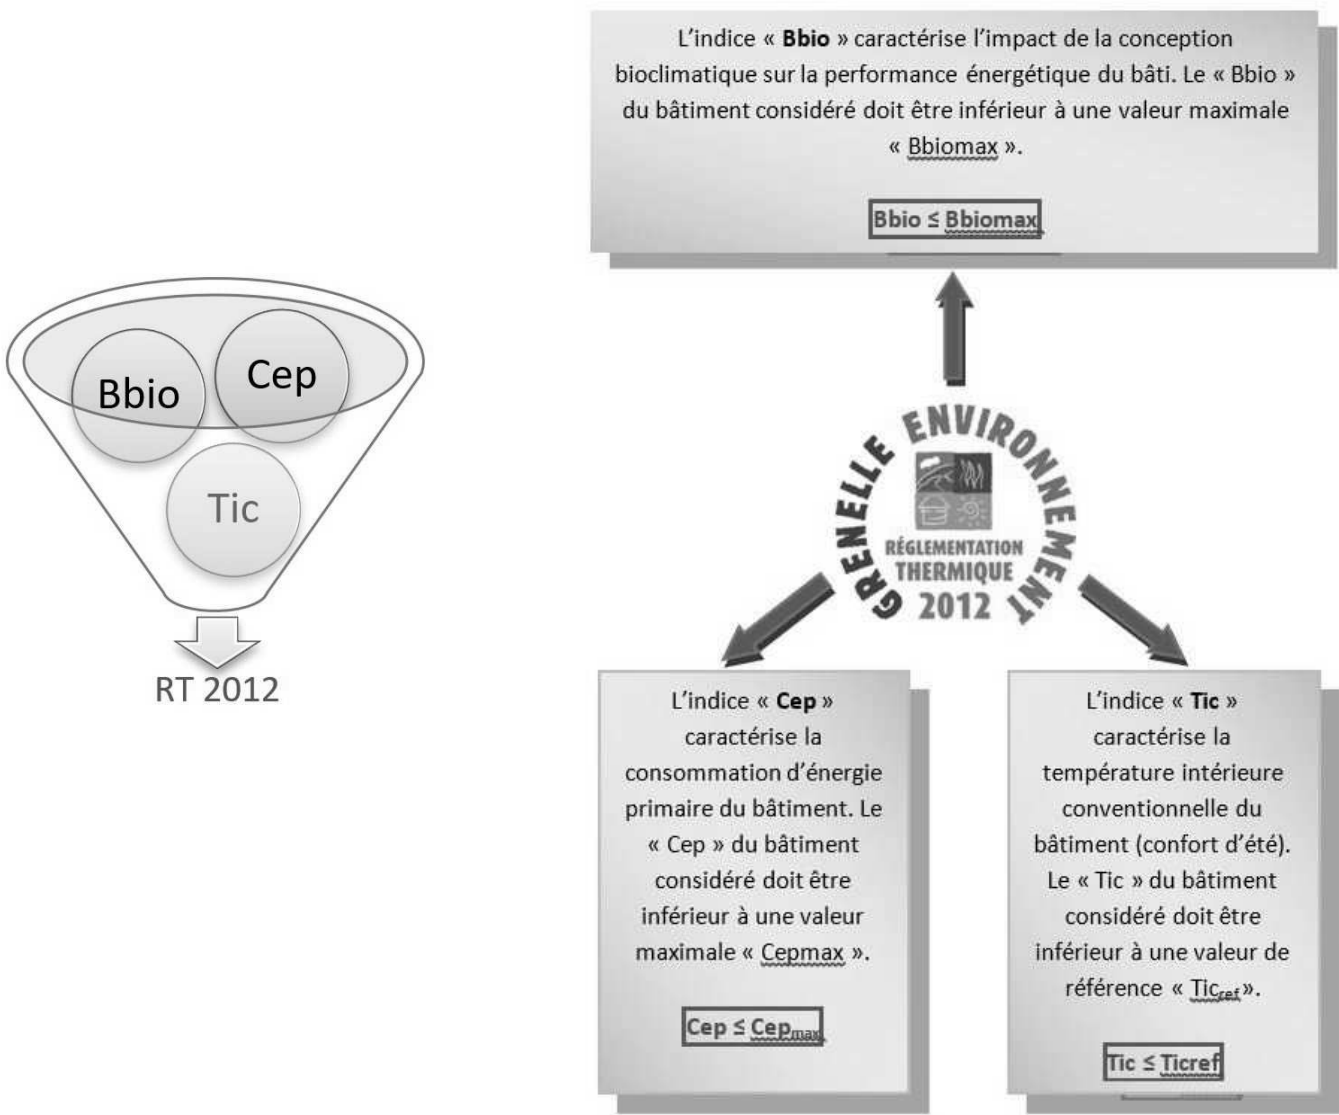 L'indice « Bbio » caractérise l'impact de la conception
bioclimatique sur la performance énergétique du bâti. Le « Bbio »
du bâtiment considéré doit être inférieur à une valeur maximale
« Bbiomax ».
Bbio ≤ Bbiomax
Bbio
Cep
Tic
RT 2012
GRENELLE ENVIRONNEMENT
RÉGLEMENTATION
THERMIQUE
2012
L'indice « Cep »
caractérise la
consommation d'énergie
primaire du bâtiment. Le
« Cep » du bâtiment
considéré doit être
inférieur à une valeur
maximale « Cepmax ».
Cep ≤ Cepmax
L'indice « Tic »
caractérise la
température intérieure
conventionnelle du
bâtiment (confort d'été).
Le « Tic » du bâtiment
considéré doit être
inférieur à une valeur de
référence « Ticref ».
Tic ≤ Ticref